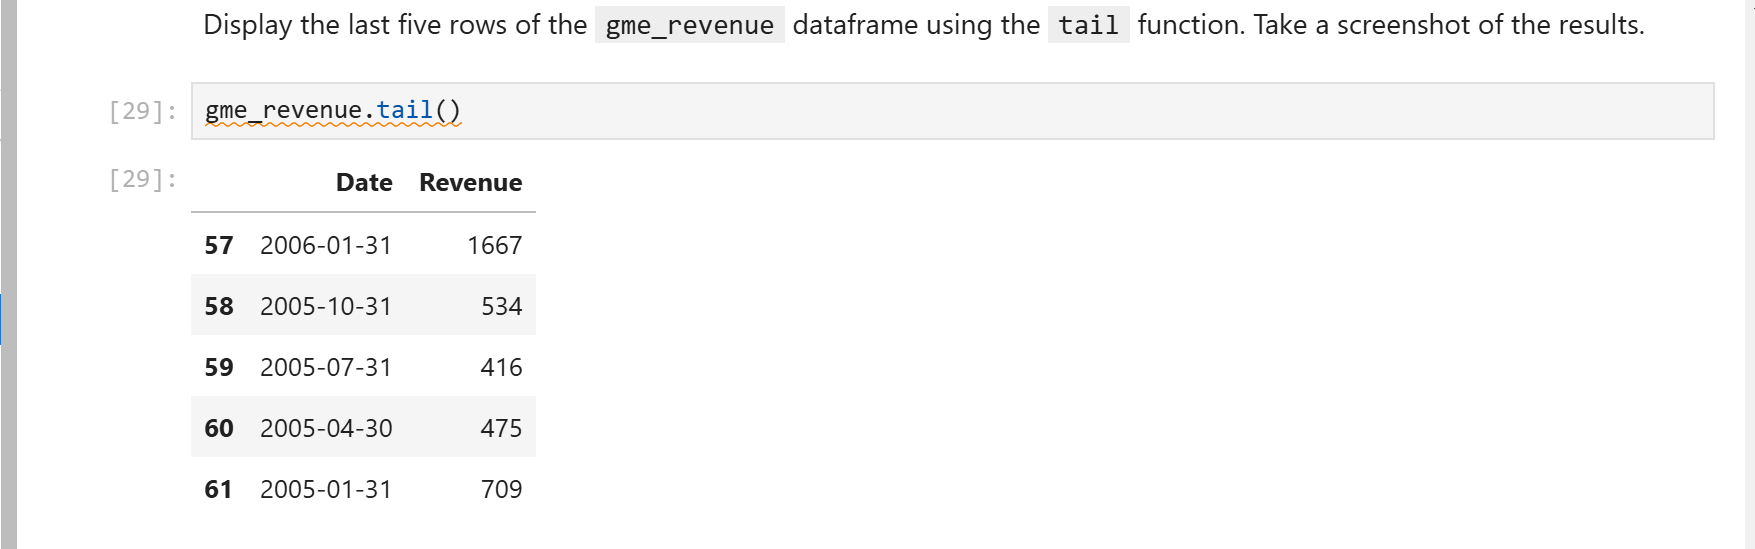 Display the last five rows of the gme_revenue dataframe using the tail function. Take a screenshot of the results.
[29]: gme_revenue.tail()
[29]: Date Revenue
57 2006-01-31 1667
58 2005-10-31 534
59 2005-07-31 416
60 2005-04-30 475
61 2005-01-31 709